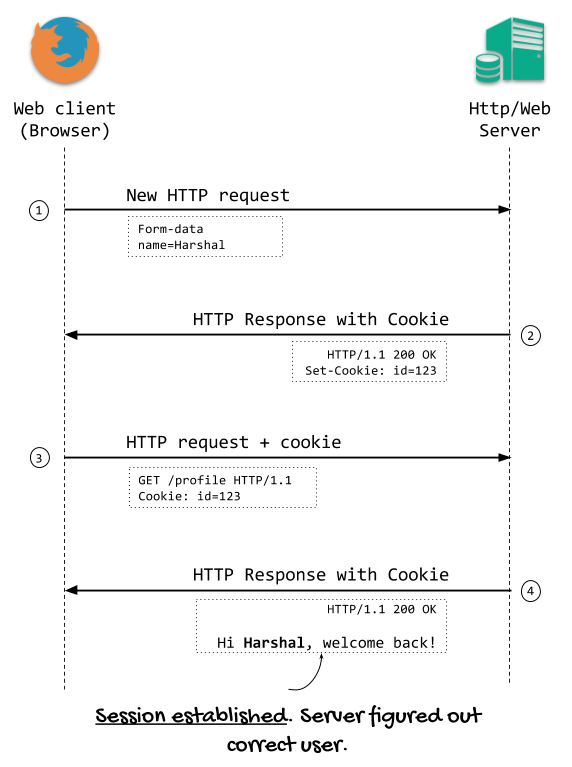 Web client
(Browser)
Http/Web
Server
New HTTP request
1
Form-data
name=Harshal
HTTP Response with Cookie
2
HTTP/1.1 200 OK
Set-Cookie: id=123
HTTP request + cookie
3
GET /profile HTTP/1.1
Cookie: id=123
HTTP Response with Cookie
4
HTTP/1.1 200 OK
Hi Harshal, welcome back!
Session established. Server figured out
correct user.